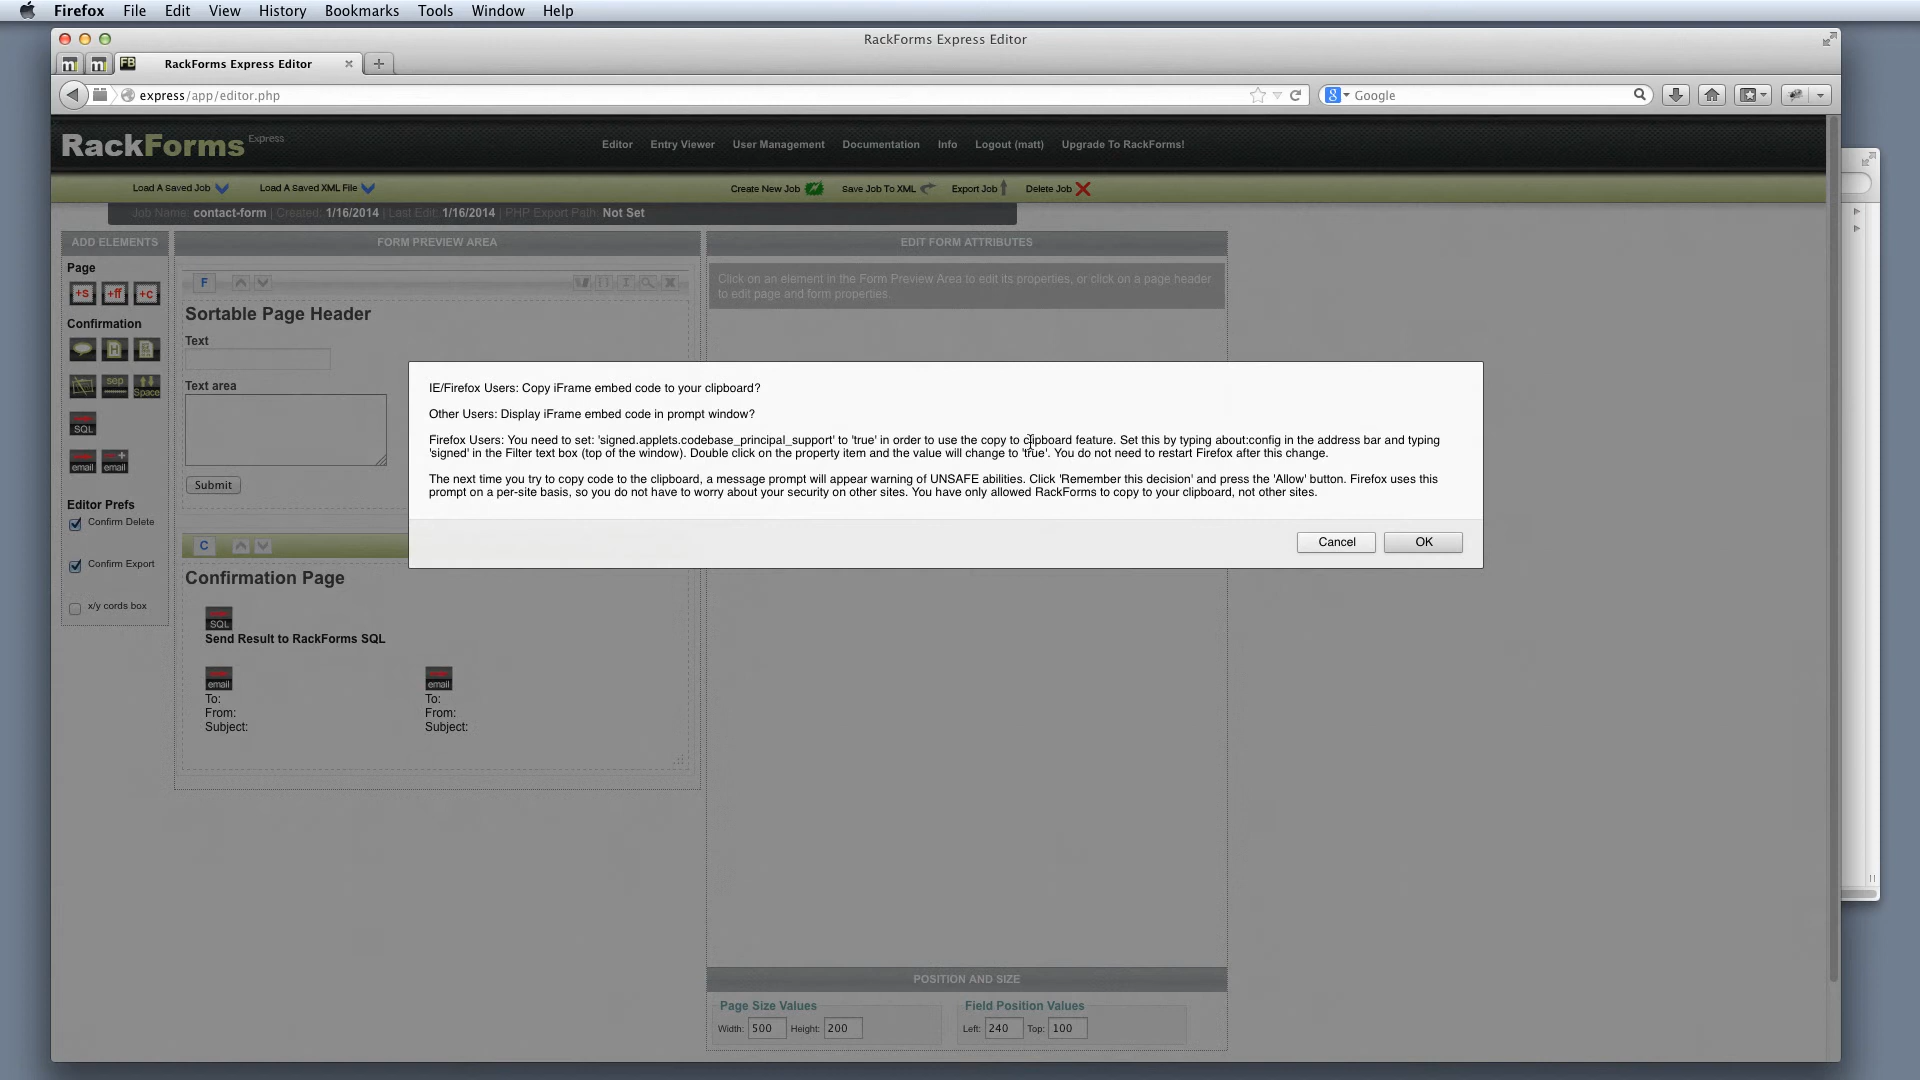 Firefox File Edit View History Bookmarks Tools Window Help
RackForms Express Editor
RackForms Express Editor
express/app/editor.php
Google
RackForms Express
Editor Entry Viewer User Management Documentation Info Logout (matt) Upgrade To RackForms!
Load A Saved Job Load A Saved XML File Create New Job Save Job To XML Export Job Delete Job
Job Name: contact-form | Created: 1/16/2014 | Last Edit: 1/16/2014 | PHP Export Path: Not Set
ADD ELEMENTS
Page
+s +ff +c
Confirmation
sep Space
SQL
email email
Editor Prefs
Confirm Delete
Confirm Export
x/y cords box
FORM PREVIEW AREA
F
Sortable Page Header
Text
Text area
Submit
C
Confirmation Page
SQL
Send Result to RackForms SQL
email email
To: To:
From: From:
Subject: Subject:
EDIT FORM ATTRIBUTES
Click on an element in the Form Preview Area to edit its properties, or click on a page header
to edit page and form properties.
IE/Firefox Users: Copy iFrame embed code to your clipboard?
Other Users: Display iFrame embed code in prompt window?
Firefox Users: You need to set: 'signed.applets.codebase_principal_support' to 'true' in order to use the copy to clipboard feature. Set this by typing about:config in the address bar and typing
'signed' in the Filter text box (top of the window). Double click on the property item and the value will change to 'true'. You do not need to restart Firefox after this change.
The next time you try to copy code to the clipboard, a message prompt will appear warning of UNSAFE abilities. Click 'Remember this decision' and press the 'Allow' button. Firefox uses this
prompt on a per-site basis, so you do not have to worry about your security on other sites. You have only allowed RackForms to copy to your clipboard, not other sites.
Cancel OK
POSITION AND SIZE
Page Size Values Field Position Values
Width: 500 Height: 200 Left: 240 Top: 100